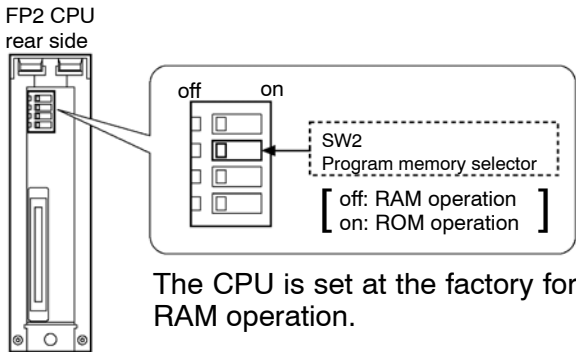 FP2 CPU
rear side
off on
SW2
Program memory selector
off: RAM operation
on: ROM operation
The CPU is set at the factory for
RAM operation.